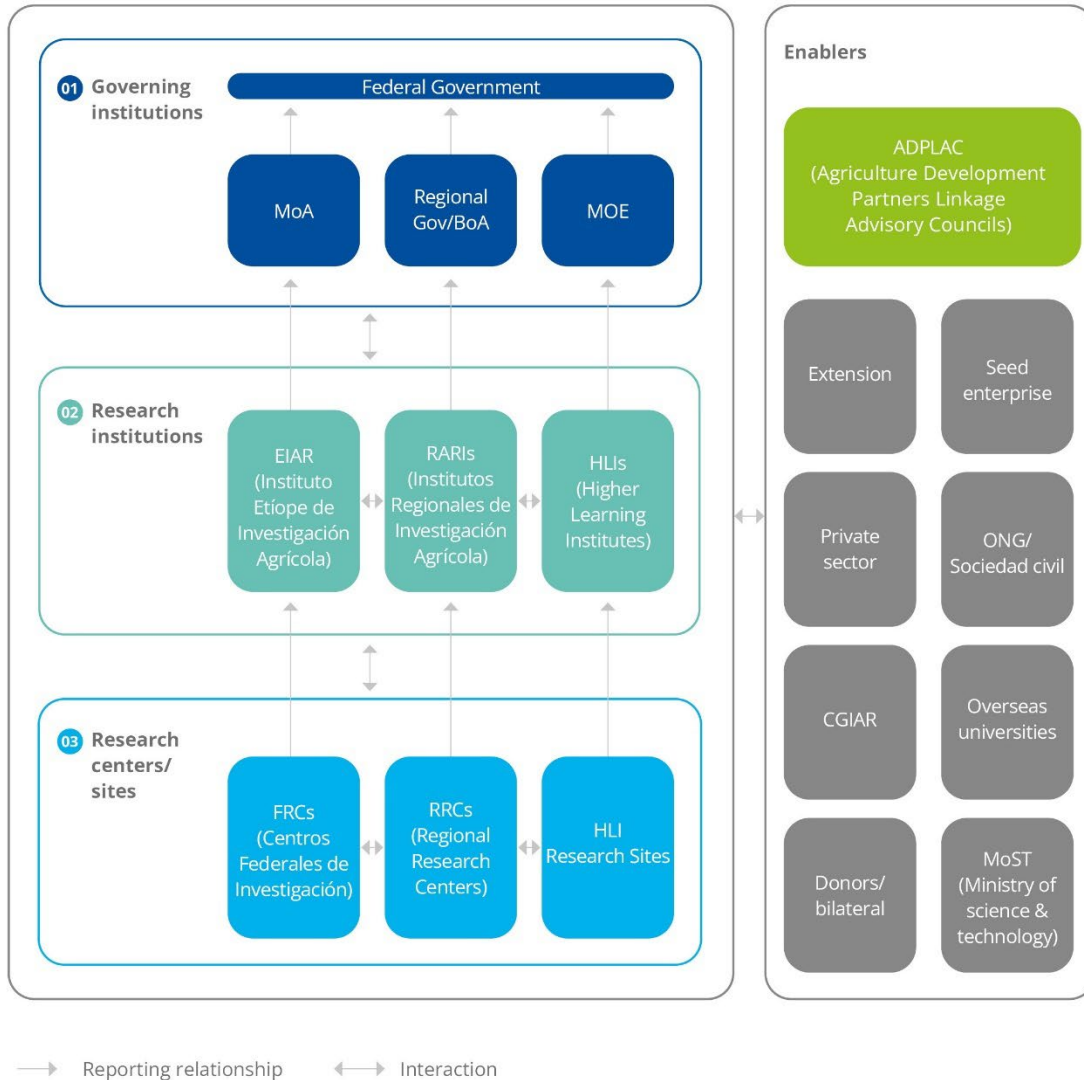 01 Governing
institutions
Federal Government
MoA
Regional
Gov/BoA
MOE
02 Research
institutions
EIAR
(Instituto
Etíope de
Investigación
Agrícola)
RARIs
(Institutos
Regionales de
Investigación
Agrícola)
HLIs
(Higher
Learning
Institutes)
03 Research
centers/
sites
FRCs
(Centros
Federales de
Investigación)
RRCs
(Regional
Research
Centers)
HLI
Research Sites
Enablers
ADPLAC
(Agriculture Development
Partners Linkage
Advisory Councils)
Extension
Seed
enterprise
Private
sector
ONG/
Sociedad civil
CGIAR
Overseas
universities
Donors/
bilateral
MoST
(Ministry of
science &
technology)
Reporting relationship
Interaction